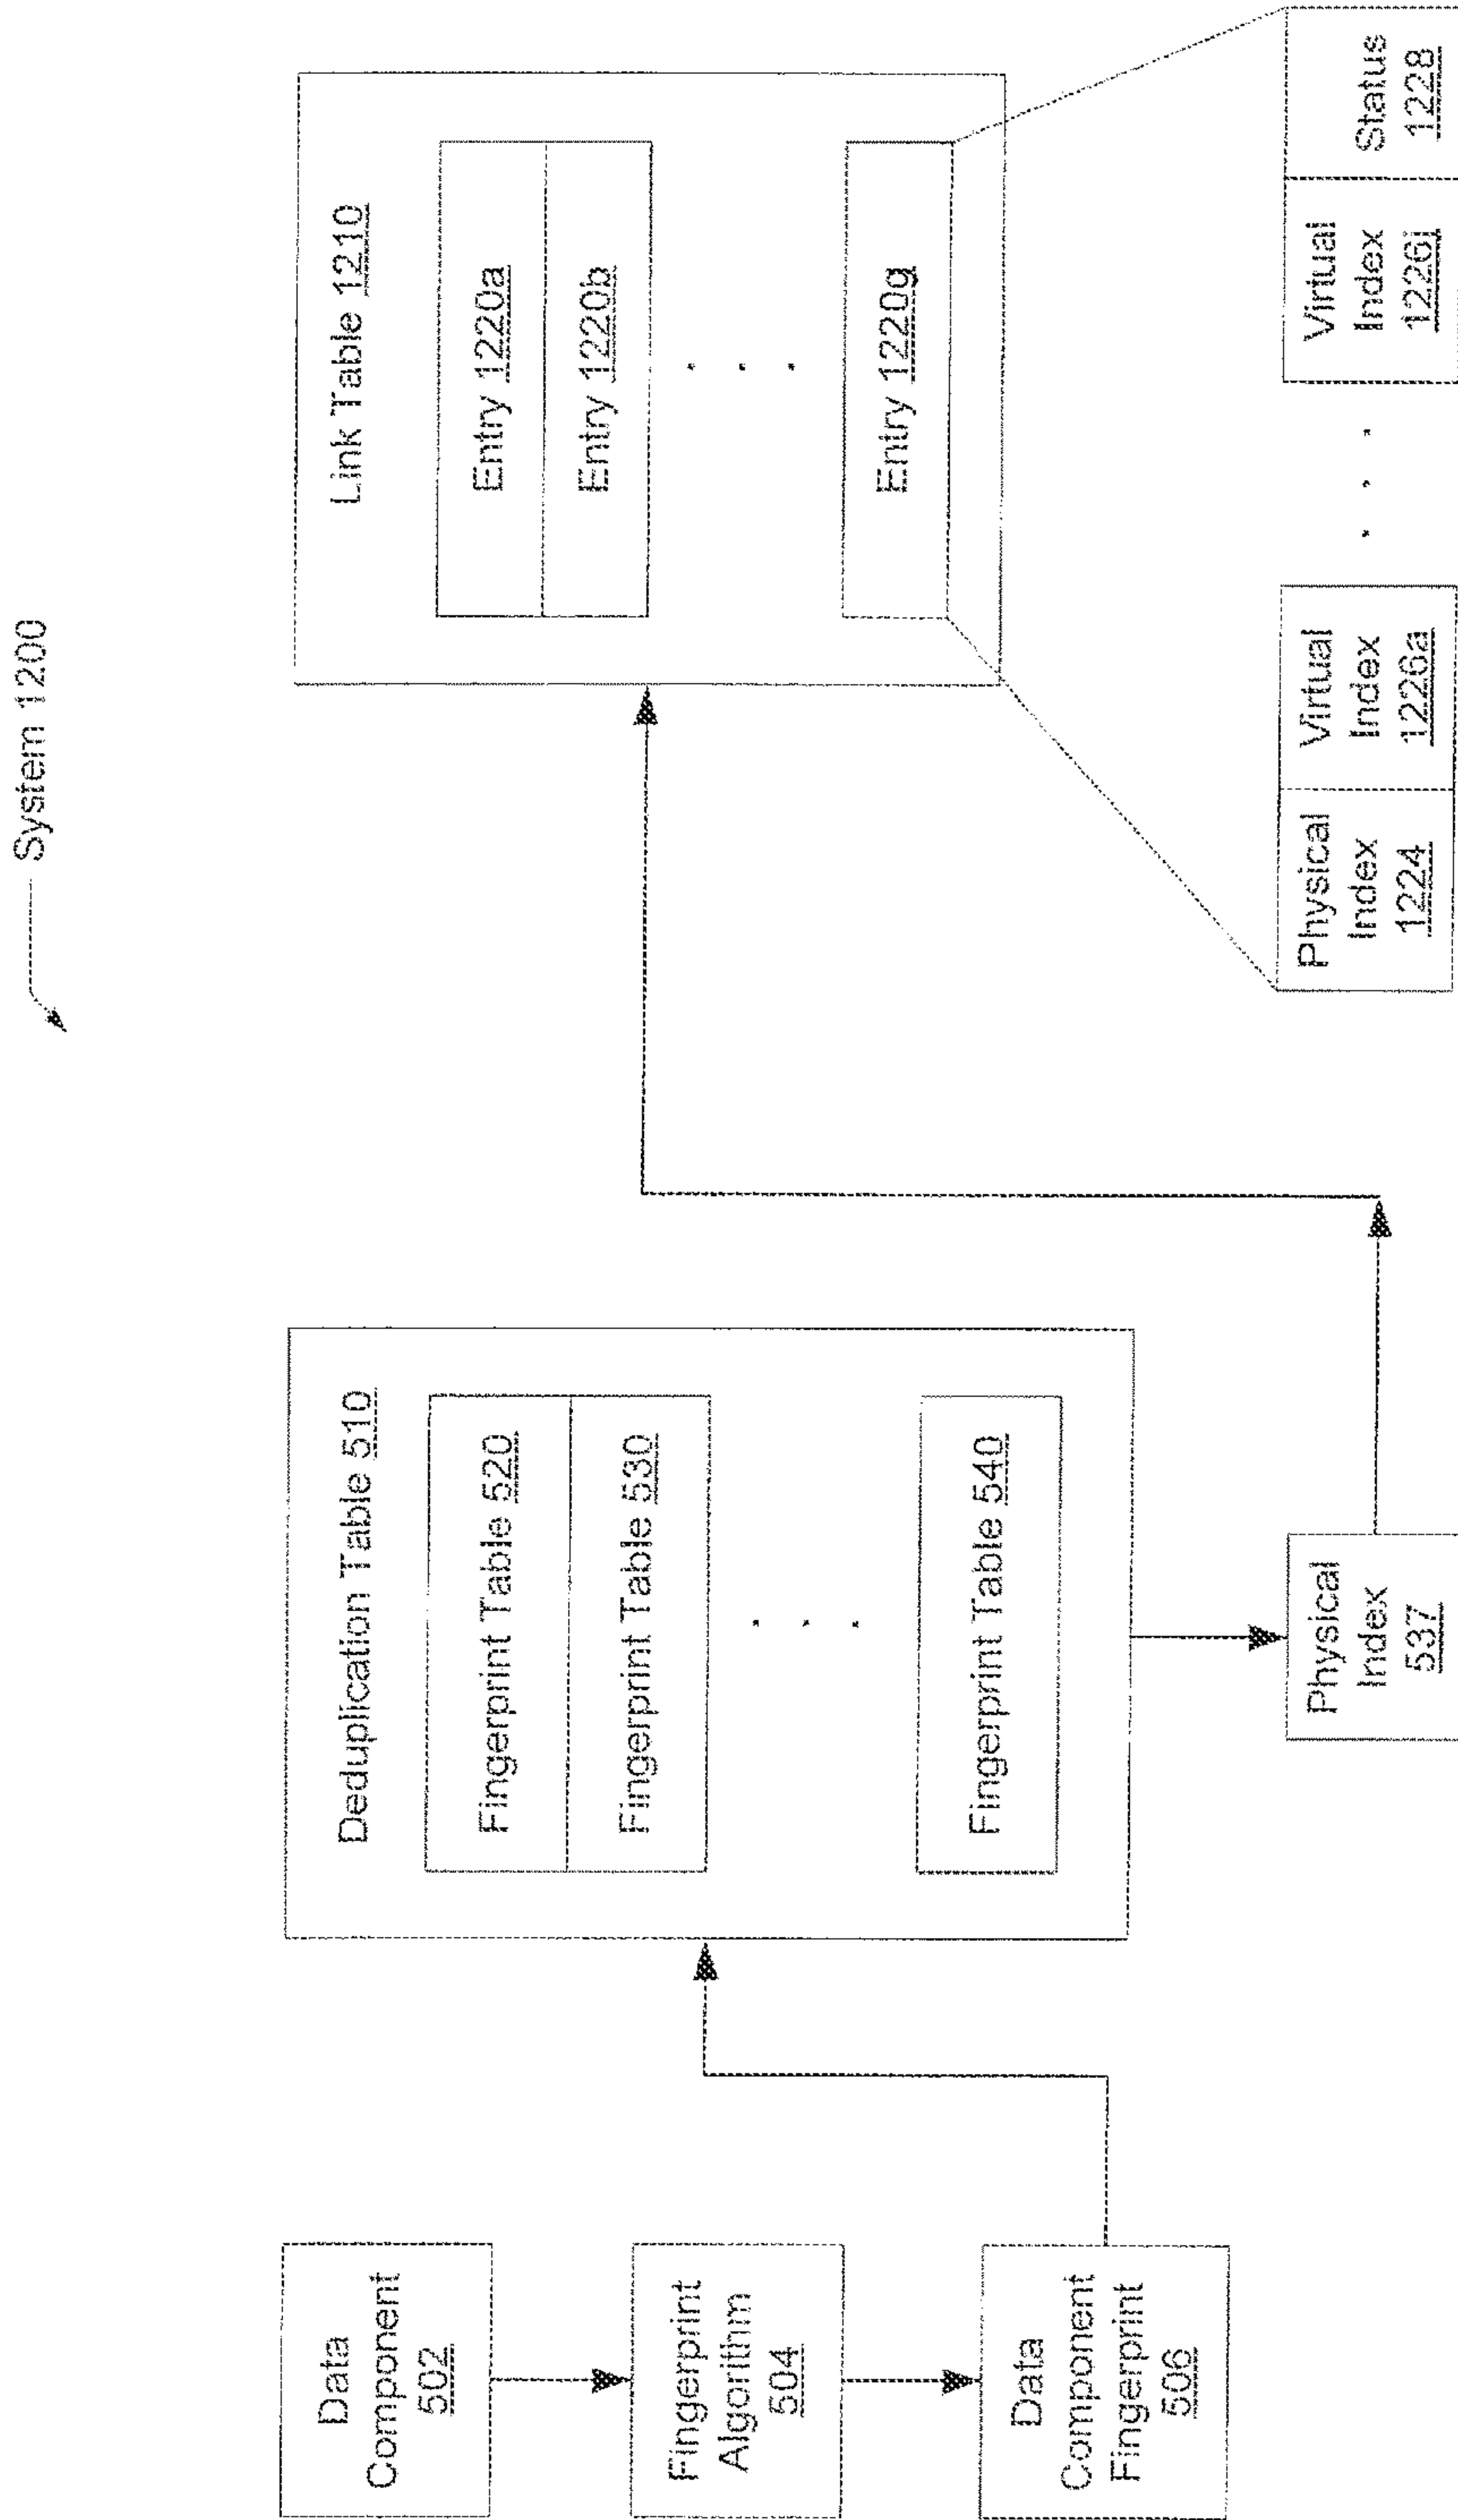 System 1200
Data
Component
502
Fingerprint
Algorithm
504
Data
Component
Fingerprint
506
Deduplication Table 510
Fingerprint Table 520
Fingerprint Table 530
. . .
Fingerprint Table 540
Physical
Index
537
Link Table 1210
Entry 1220a
Entry 1220b
. . .
Entry 1220g
Physical
Index
1224
Virtual
Index
1226a
. . .
Virtual
Index
1226j
Status
1228